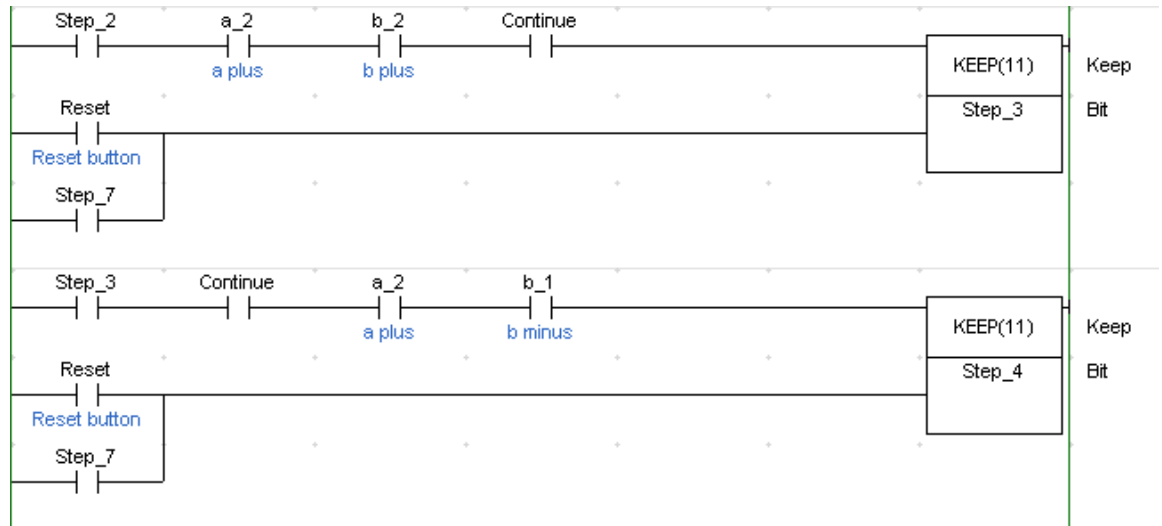 Step_2 a_2 b_2 Continue
a plus b plus KEEP(11) Keep
Reset Step_3 Bit
Reset button
Step_7
Step_3 Continue a_2 b_1
a plus b minus KEEP(11) Keep
Reset Step_4 Bit
Reset button
Step_7